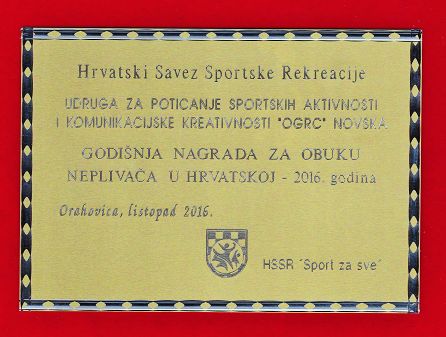 Hrvatski Savez Sportske Rekreacije
UDRUGA ZA POTICANJE SPORTSKIH AKTIVNOSTI
I KOMUNIKACIJSKE KREATIVNOSTI "OGRC" NOVSKA
GODIŠNJA NAGRADA ZA OBUKU
NEPLIVAČA U HRVATSKOJ - 2016. godina
Orahovica, listopad 2016.
HSSR "Sport za sve"